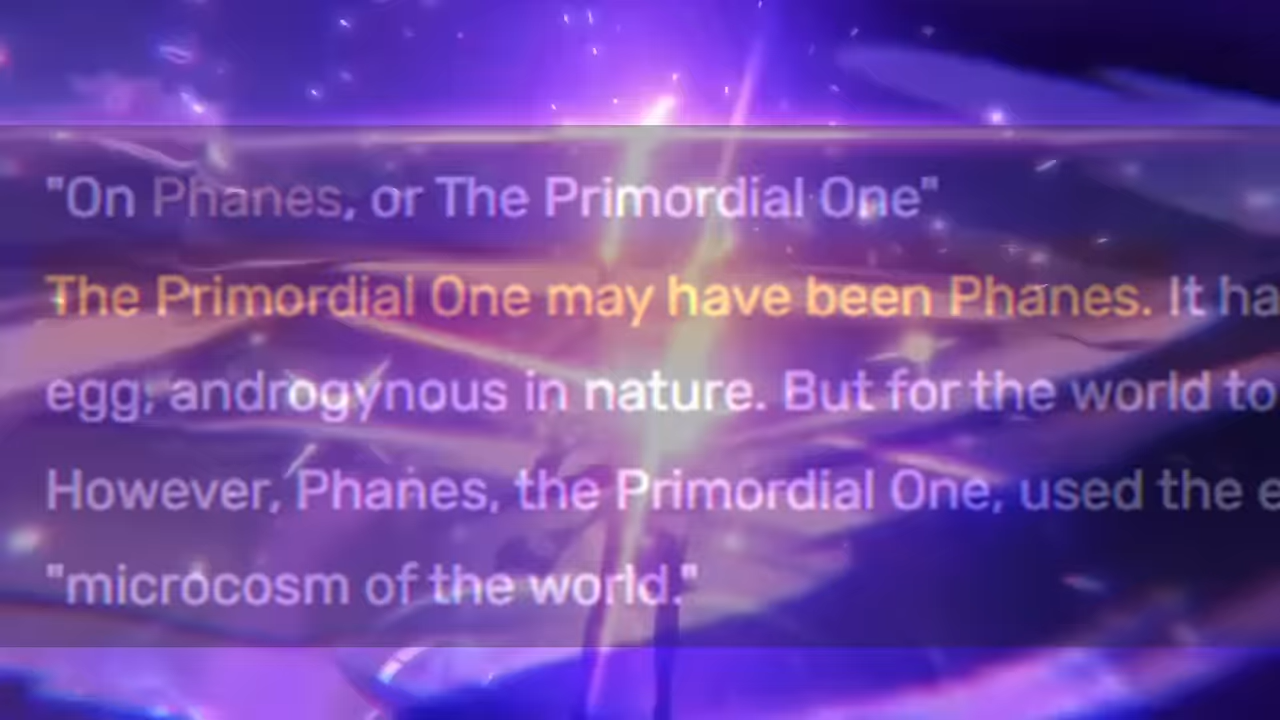 "On Phanes, or The Primordial One"
The Primordial One may have been Phanes. It ha
egg, androgynous in nature. But for the world to
However, Phanes, the Primordial One, used the e
"microcosm of the world."